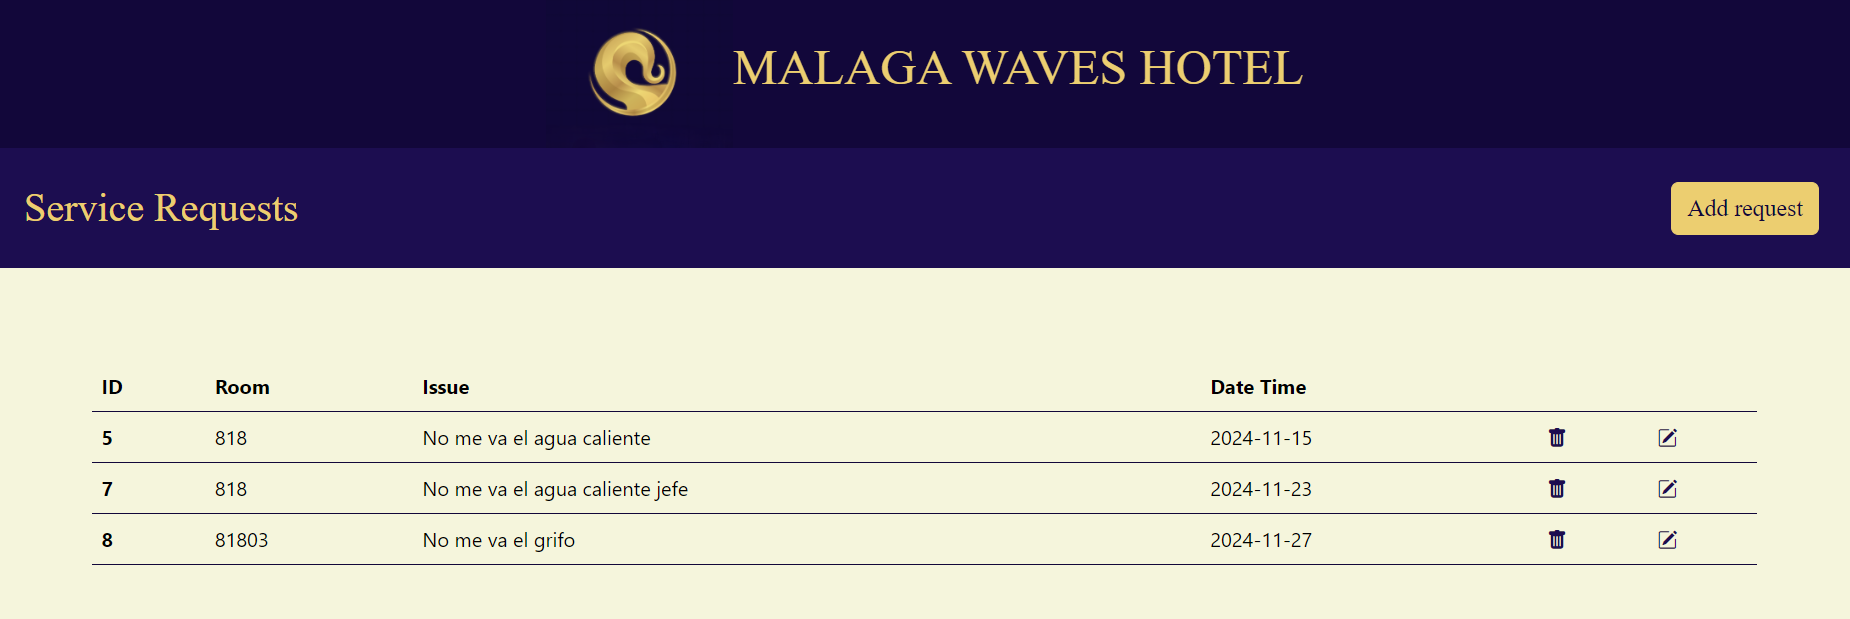 MALAGA WAVES HOTEL
Service Requests
Add request
ID Room Issue Date Time
5 818 No me va el agua caliente 2024-11-15
7 818 No me va el agua caliente jefe 2024-11-23
8 81803 No me va el grifo 2024-11-27